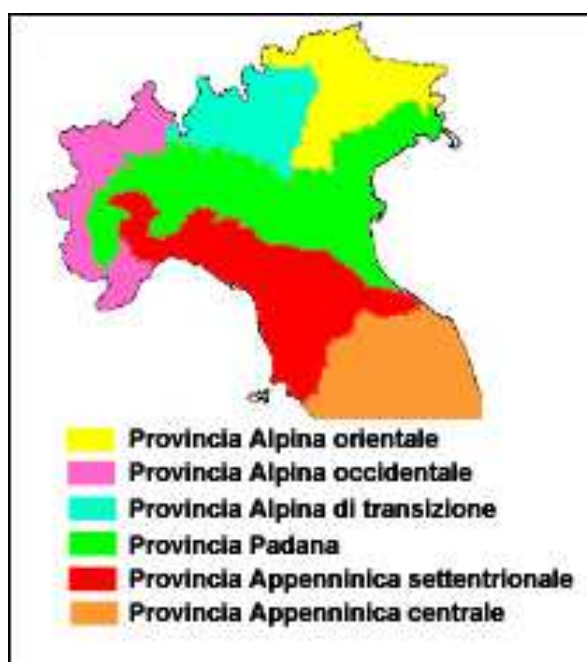 Provincia Alpina orientale
Provincia Alpina occidentale
Provincia Alpina di transizione
Provincia Padana
Provincia Appenninica settentrionale
Provincia Appenninica centrale